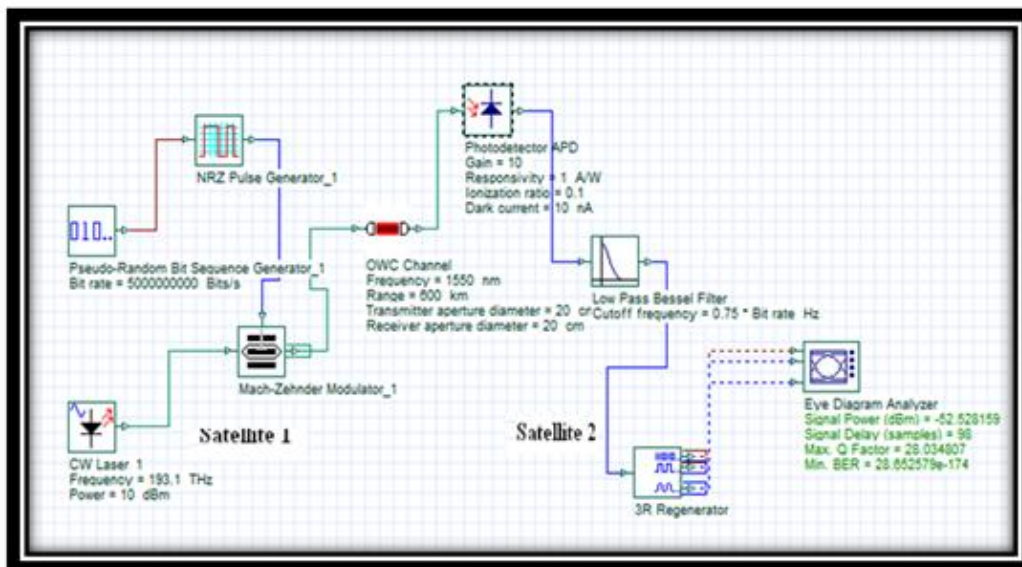 Photodetector APD
Gain = 10
Responsivity = 1 A/W
Ionization ratio = 0.1
Dark current = 10 nA
NRZ Pulse Generator_1
010..
Pseudo-Random Bit Sequence Generator_1
Bit rate = 5000000000 Bits/s
OWC Channel
Frequency = 1550 nm
Range = 600 km
Transmitter aperture diameter = 20 cm
Receiver aperture diameter = 20 cm
Low Pass Bessel Filter
Cutoff frequency = 0.75 * Bit rate Hz
Mach-Zehnder Modulator_1
Eye Diagram Analyzer
Signal Power (dBm) = -52.528159
Signal Delay (samples) = 98
Max. Q Factor = 28.034807
Min. BER = 28.652579e-174
Satellite 1
Satellite 2
CW Laser 1
Frequency = 193.1 THz
Power = 10 dBm
3R Regenerator